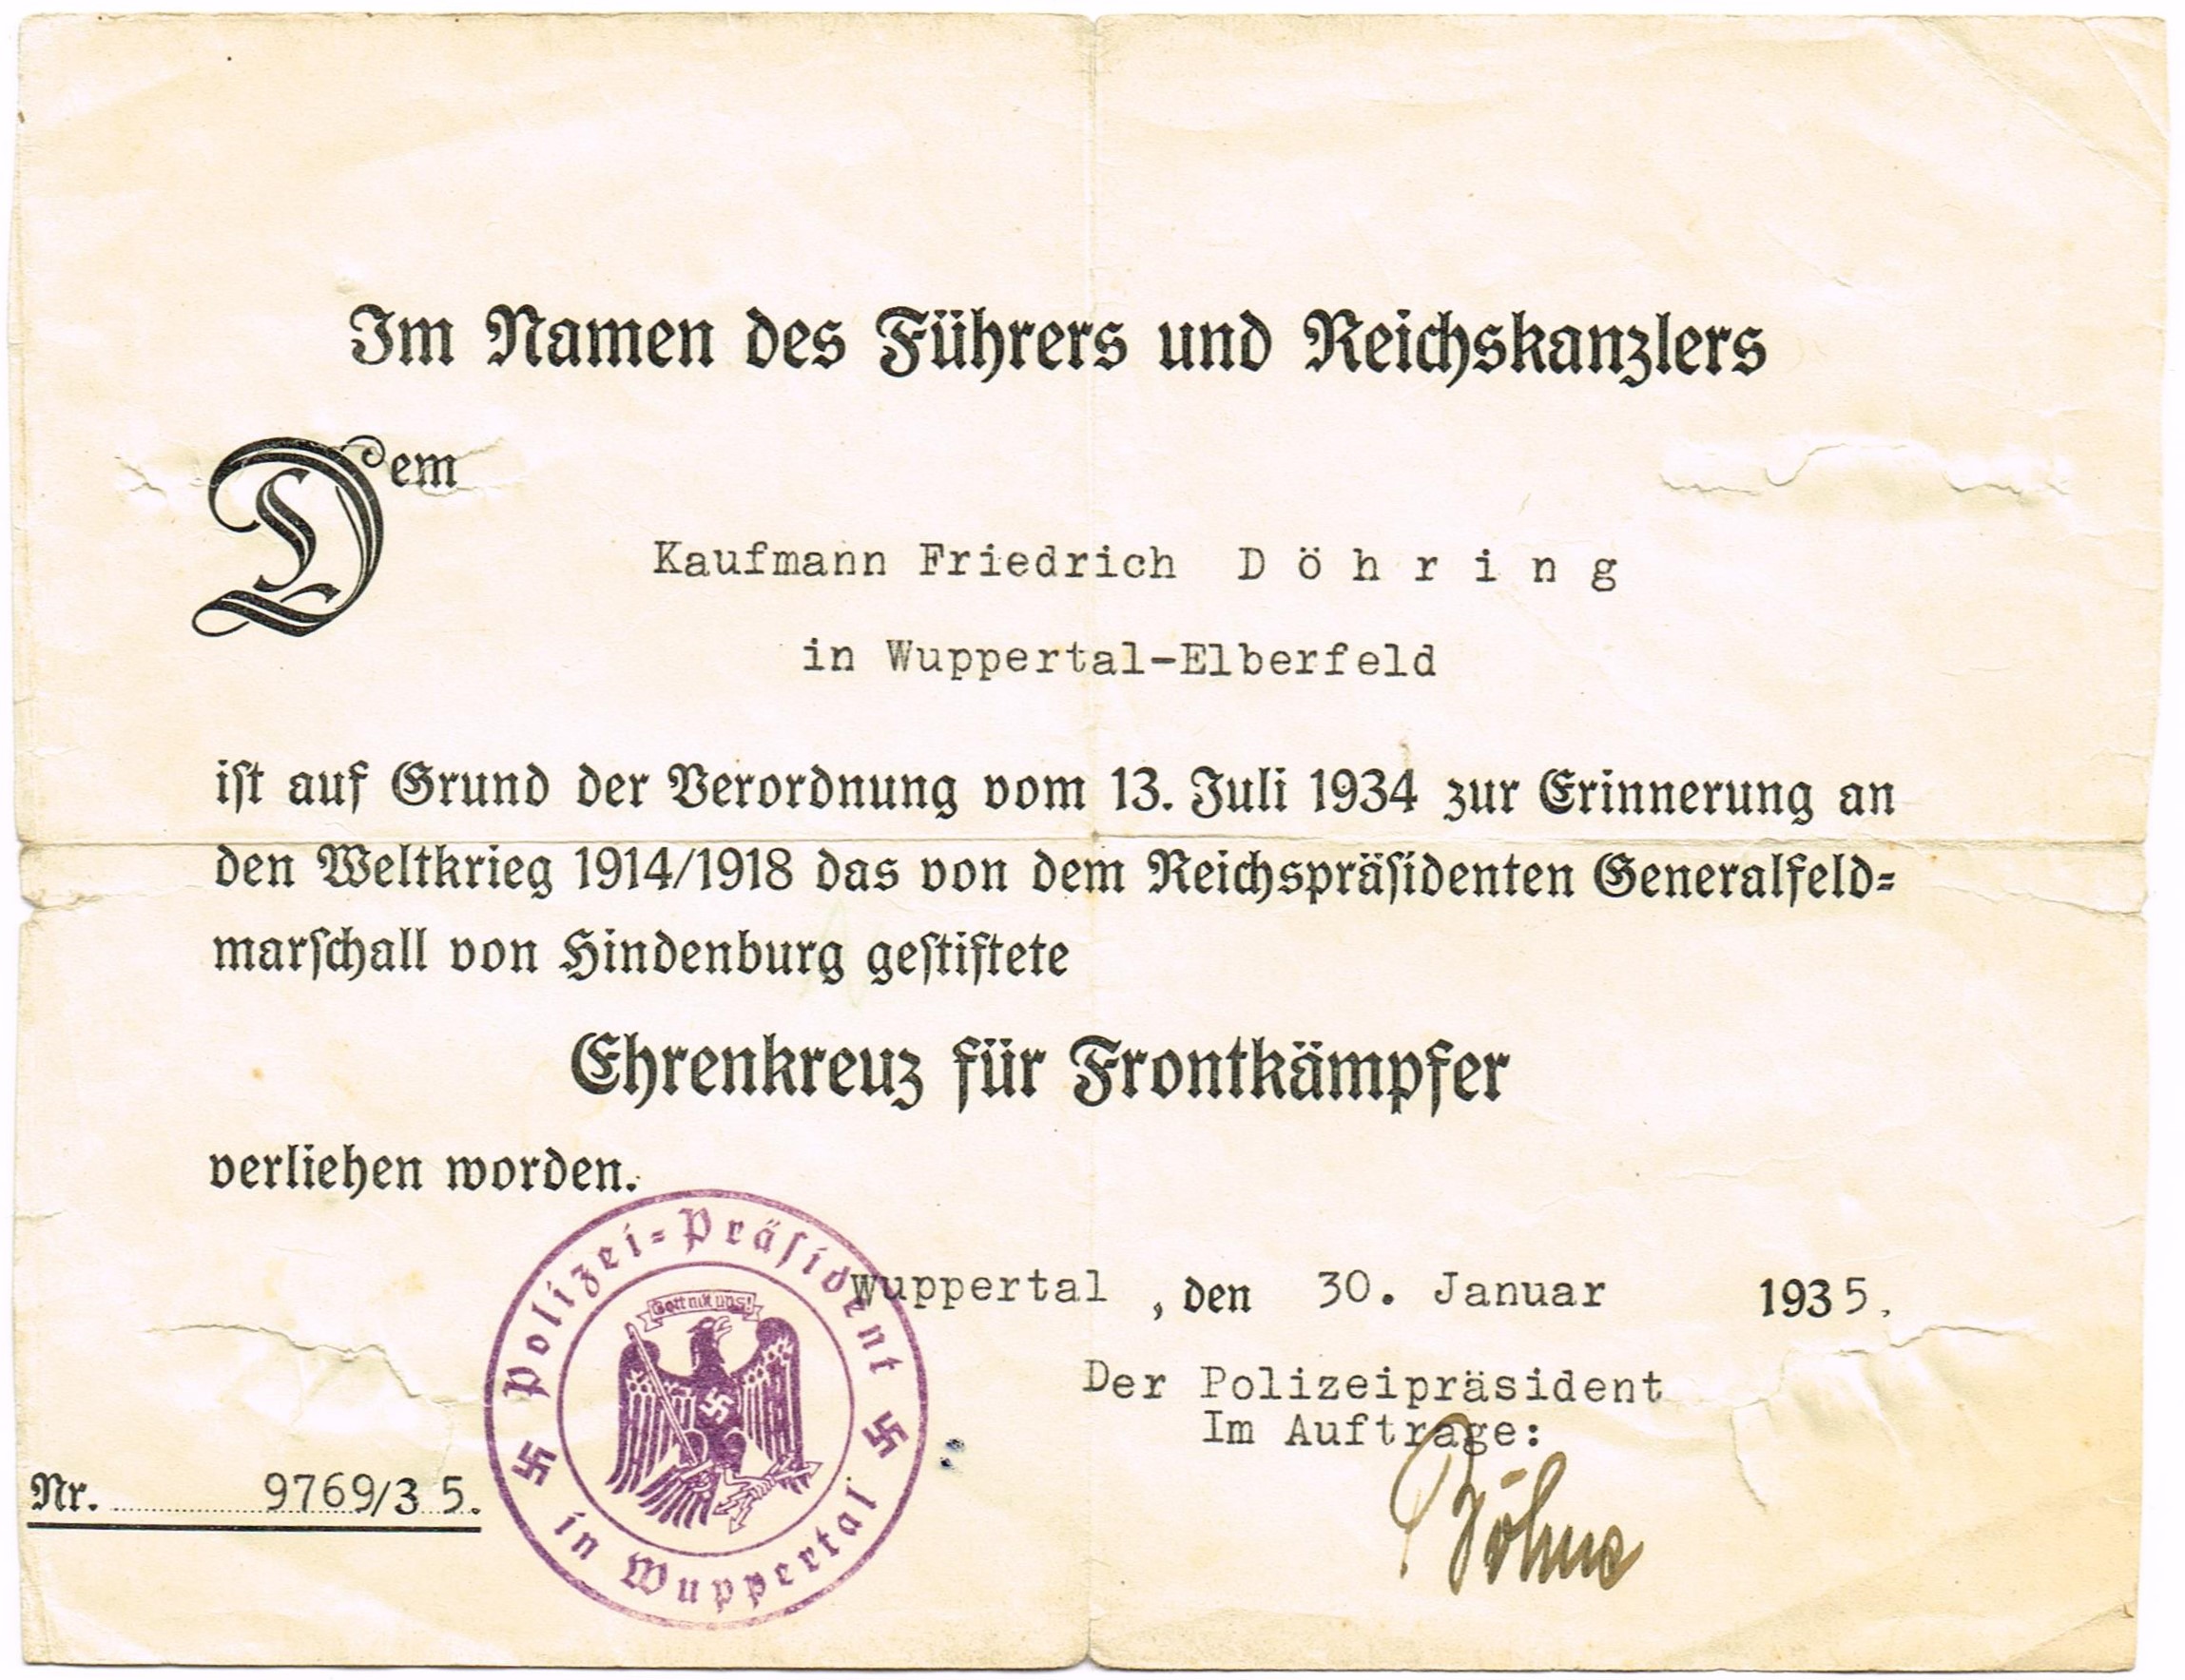 Im Namen des Führers und Reichskanzlers
Dem
Kaufmann Friedrich Döhring
in Wuppertal-Elberfeld
ist auf Grund der Verordnung vom 13. Juli 1934 zur Erinnerung an
den Weltkrieg 1914/1918 das von dem Reichspräsidenten Generalfeld=
marschall von Hindenburg gestiftete
Ehrenkreuz für Frontkämpfer
verliehen worden.
Wuppertal, den 30. Januar 1935.
Der Polizeipräsident
Im Auftrage:
Böhme
Nr. 9769/35.
Polizei=Präsident
in Wuppertal
Gott mit uns!